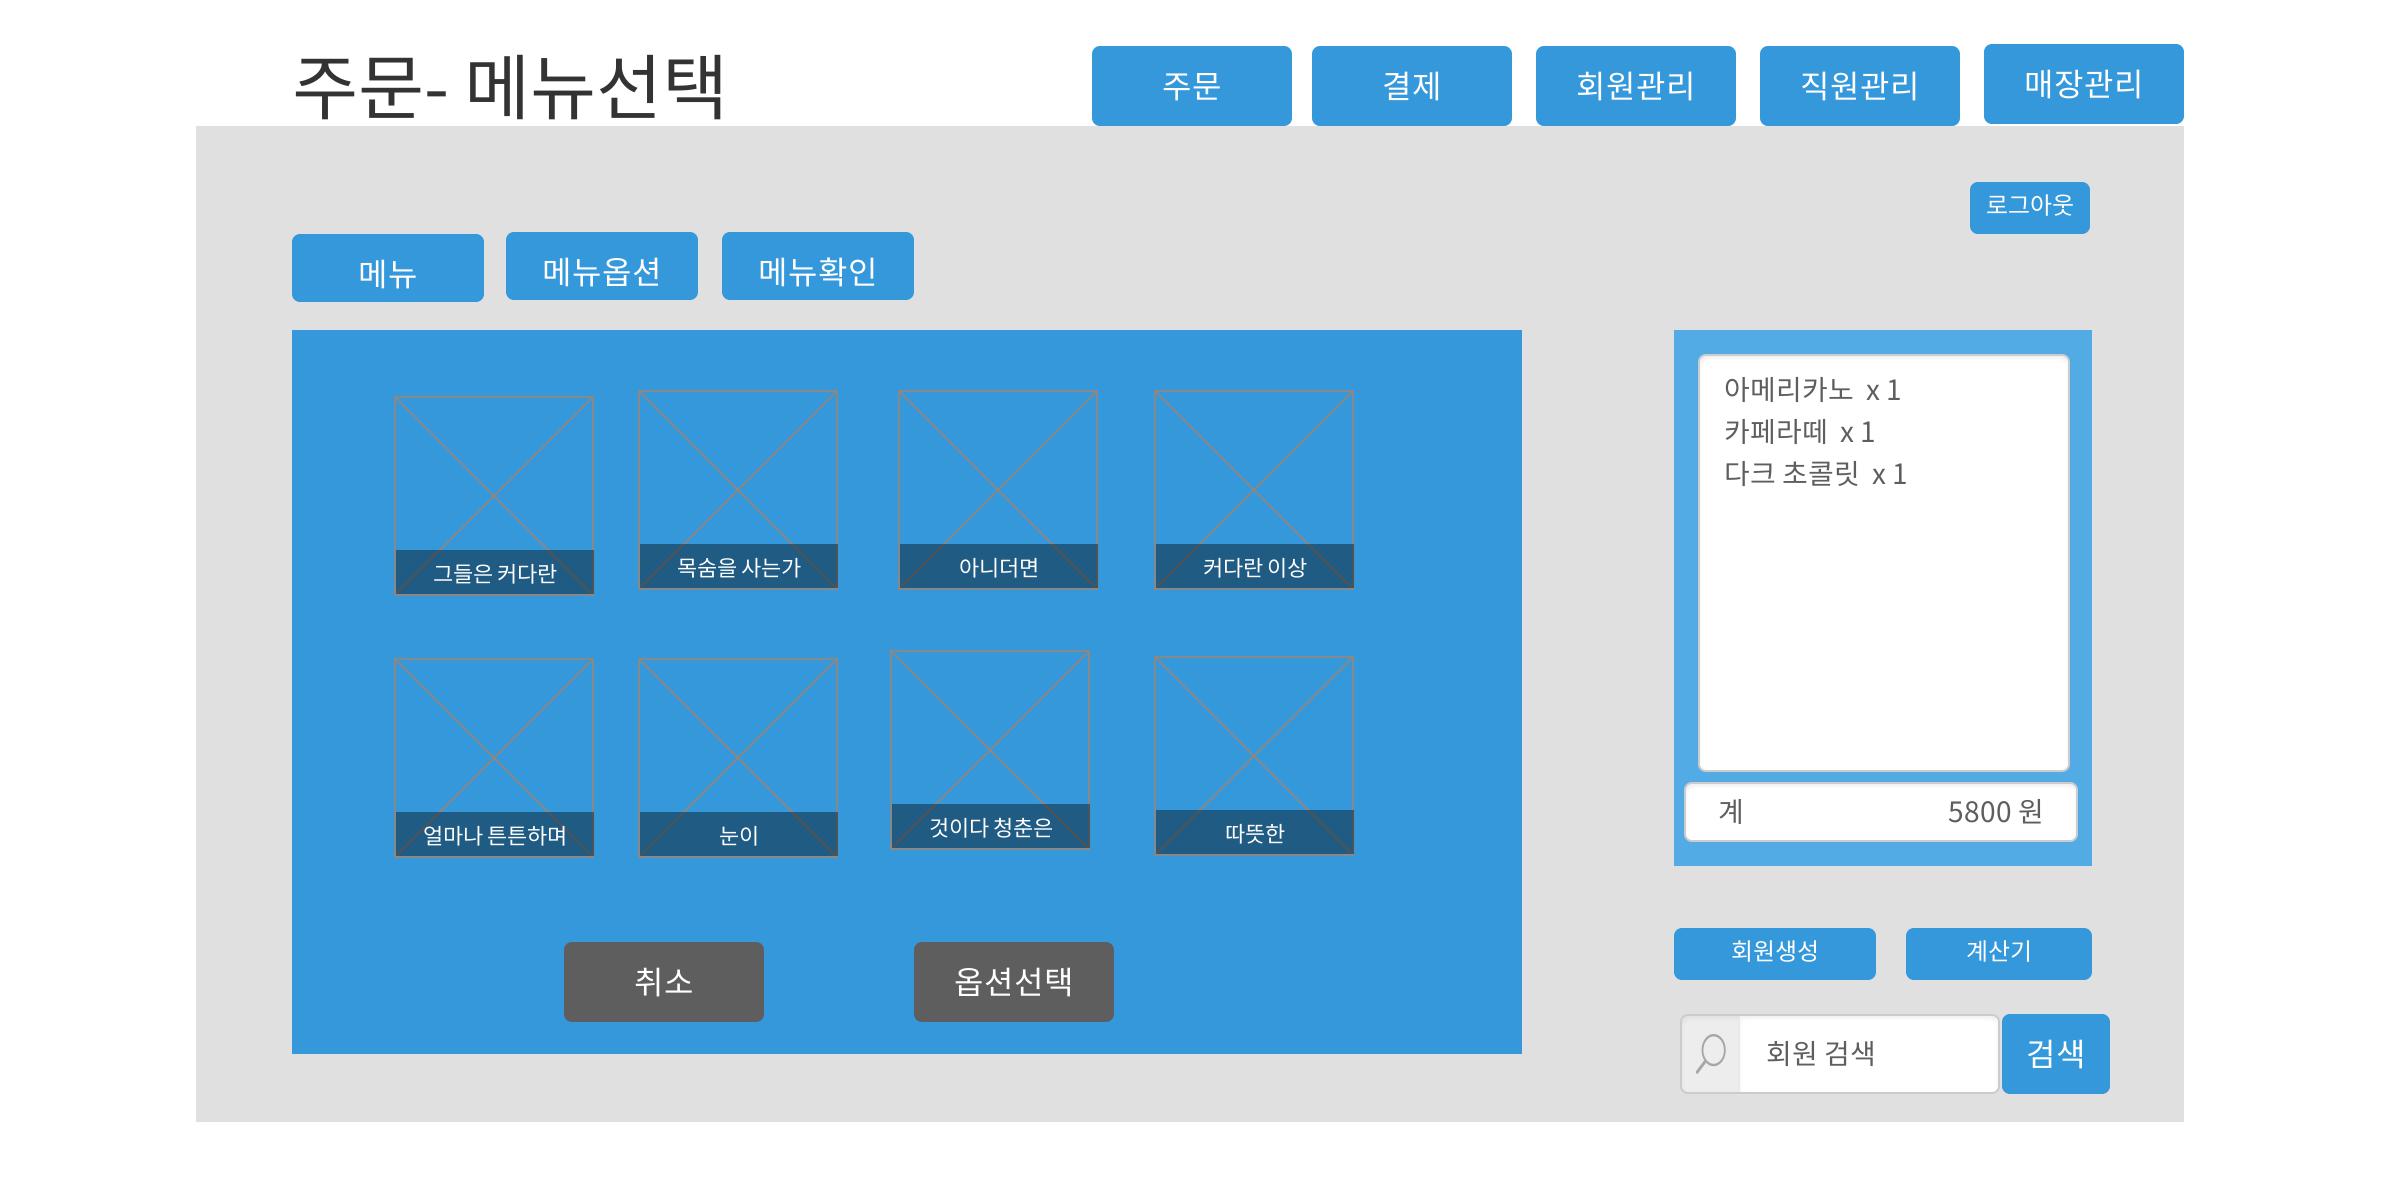 주문- 메뉴선택
주문
결제
회원관리
직원관리
매장관리
로그아웃
메뉴
메뉴옵션
메뉴확인
그들은 커다란
목숨을 사는가
아니더면
커다란 이상
얼마나 튼튼하며
눈이
것이다 청춘은
따뜻한
취소
옵션선택
아메리카노 x 1
카페라떼 x 1
다크 초콜릿 x 1
계 5800 원
회원생성
계산기
회원 검색
검색